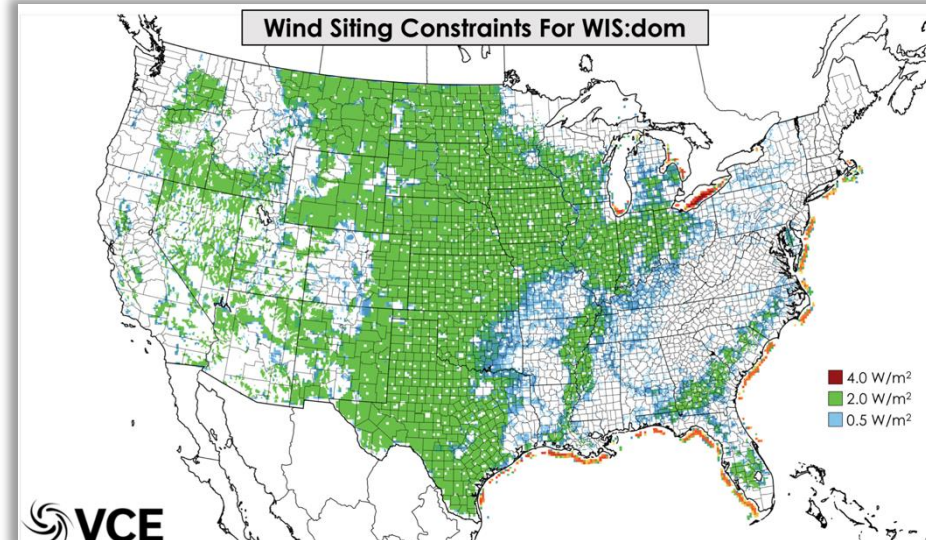 Wind Siting Constraints For WIS:dom
4.0 W/m²
2.0 W/m²
0.5 W/m²
VCE